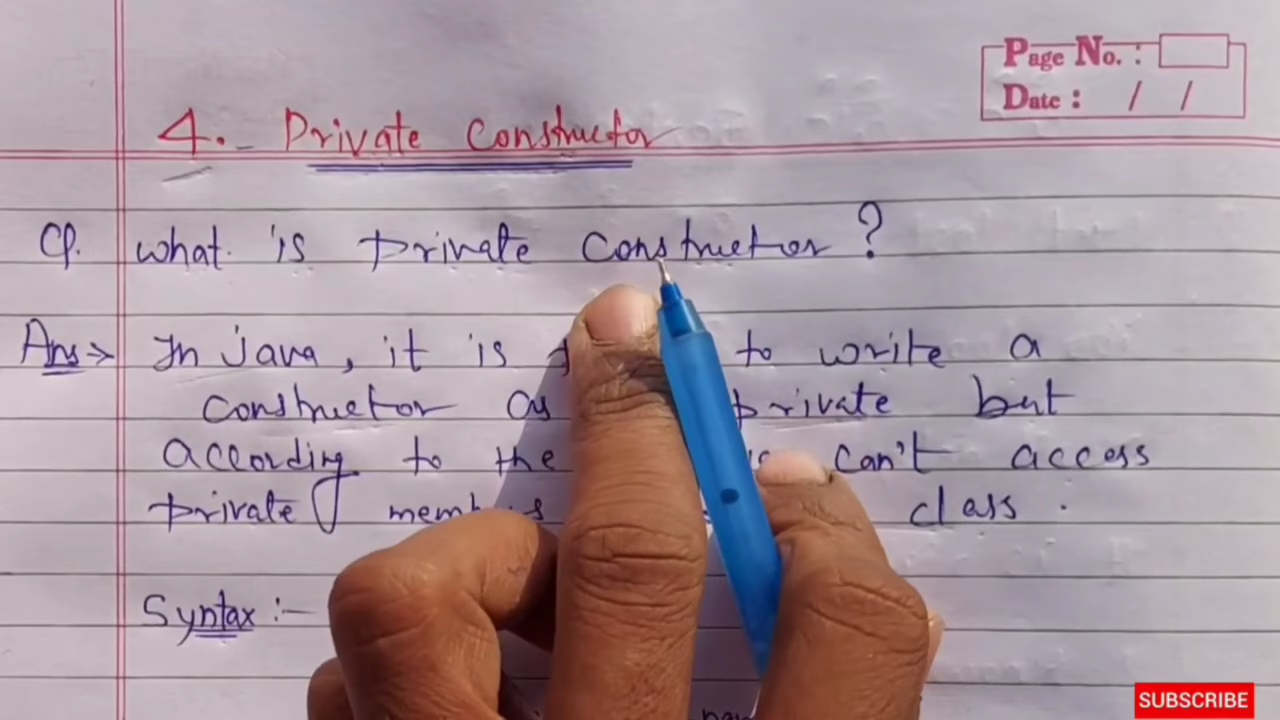 Page No. :
Date : / /
4. Private Constructor
Q. What is private Constructor ?
Ans > In java, it is to write a
Constructor as private but
according to the can't access
private class .
Syntax :-
SUBSCRIBE